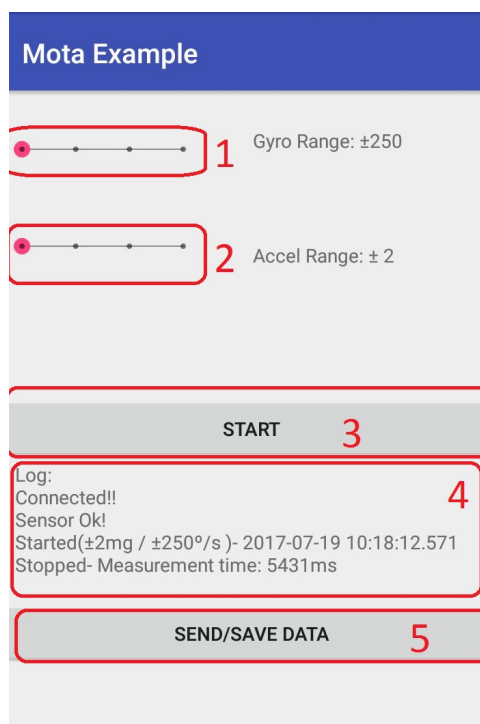 Mota Example
1
Gyro Range: ±250
2
Accel Range: ± 2
START 3
Log:
4
Connected!!
Sensor Ok!
Started(±2mg / ±250º/s )- 2017-07-19 10:18:12.571
Stopped- Measurement time: 5431ms
SEND/SAVE DATA 5